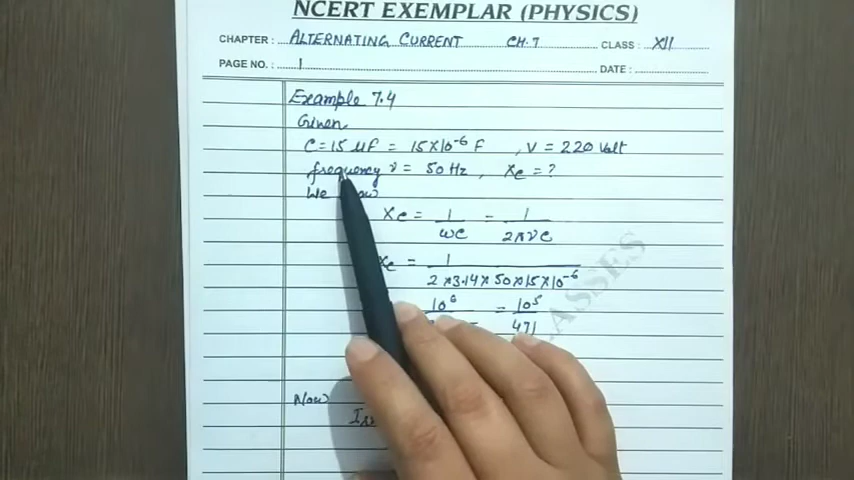 NCERT EXEMPLAR (PHYSICS)
CHAPTER : ALTERNATING CURRENT CH.7 CLASS : XII
PAGE NO. : 1 DATE :
Example 7.4
Given
C = 15 μF = 15×10⁻⁶ F , V = 220 Volt
frequency ν = 50 Hz , Xc = ?
We
Xc = 1/ωC = 1/2πνC
Xc = 1/2×3.14×50×15×10⁻⁶
10⁶ = 10⁵/471
Now